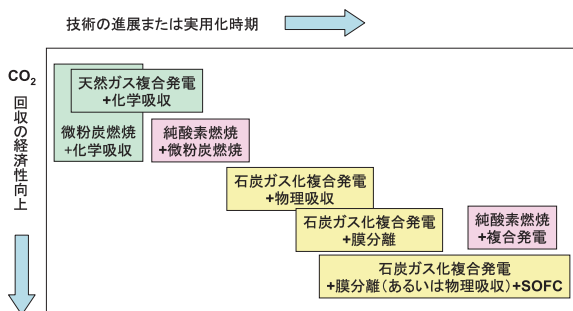 技術の進展または実用化時期
CO2
回収の経済性向上
天然ガス複合発電
+化学吸収
微粉炭燃焼
+化学吸収
純酸素燃焼
+微粉炭燃焼
石炭ガス化複合発電
+物理吸収
石炭ガス化複合発電
+膜分離
純酸素燃焼
+複合発電
石炭ガス化複合発電
+膜分離(あるいは物理吸収)+SOFC